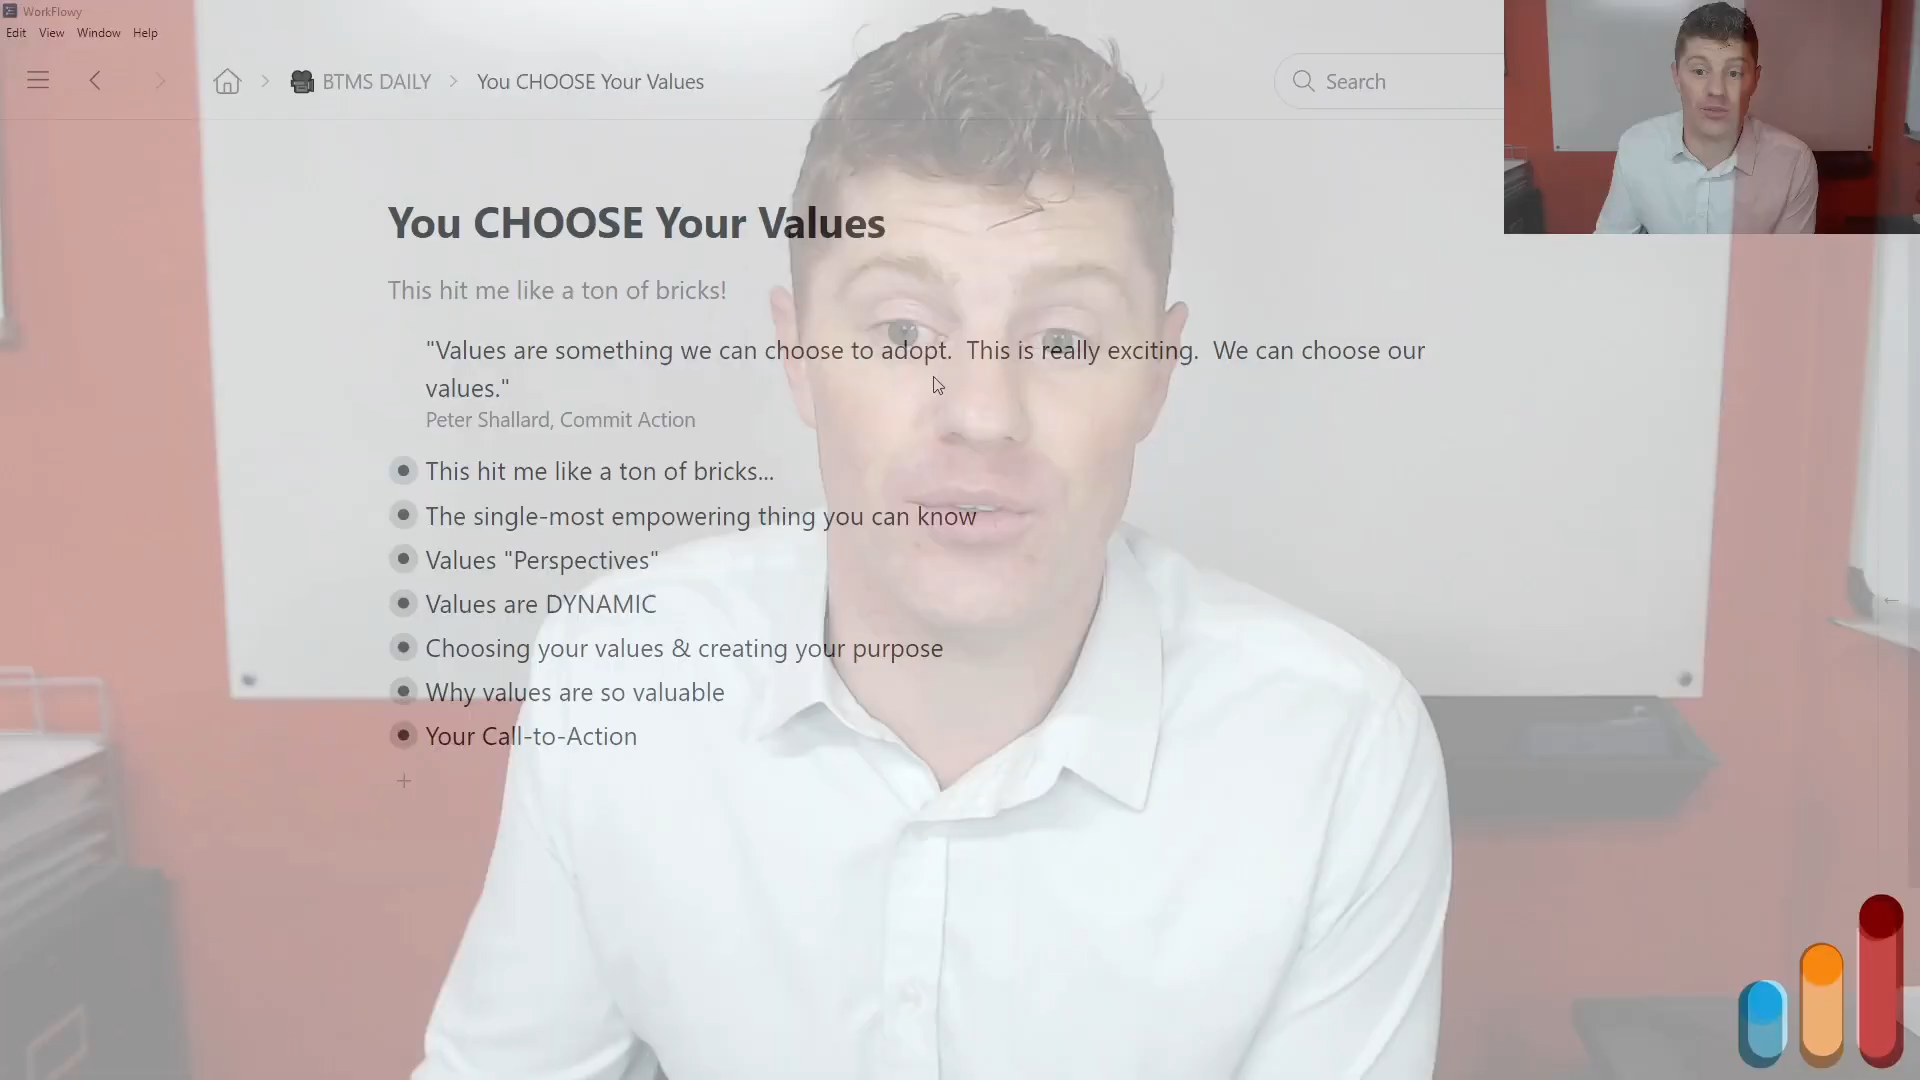 WorkFlowy
Edit View Window Help
BTMS DAILY You CHOOSE Your Values
Search
You CHOOSE Your Values
This hit me like a ton of bricks!
"Values are something we can choose to adopt. This is really exciting. We can choose our
values."
Peter Shallard, Commit Action
This hit me like a ton of bricks...
The single-most empowering thing you can know
Values "Perspectives"
Values are DYNAMIC
Choosing your values & creating your purpose
Why values are so valuable
Your Call-to-Action